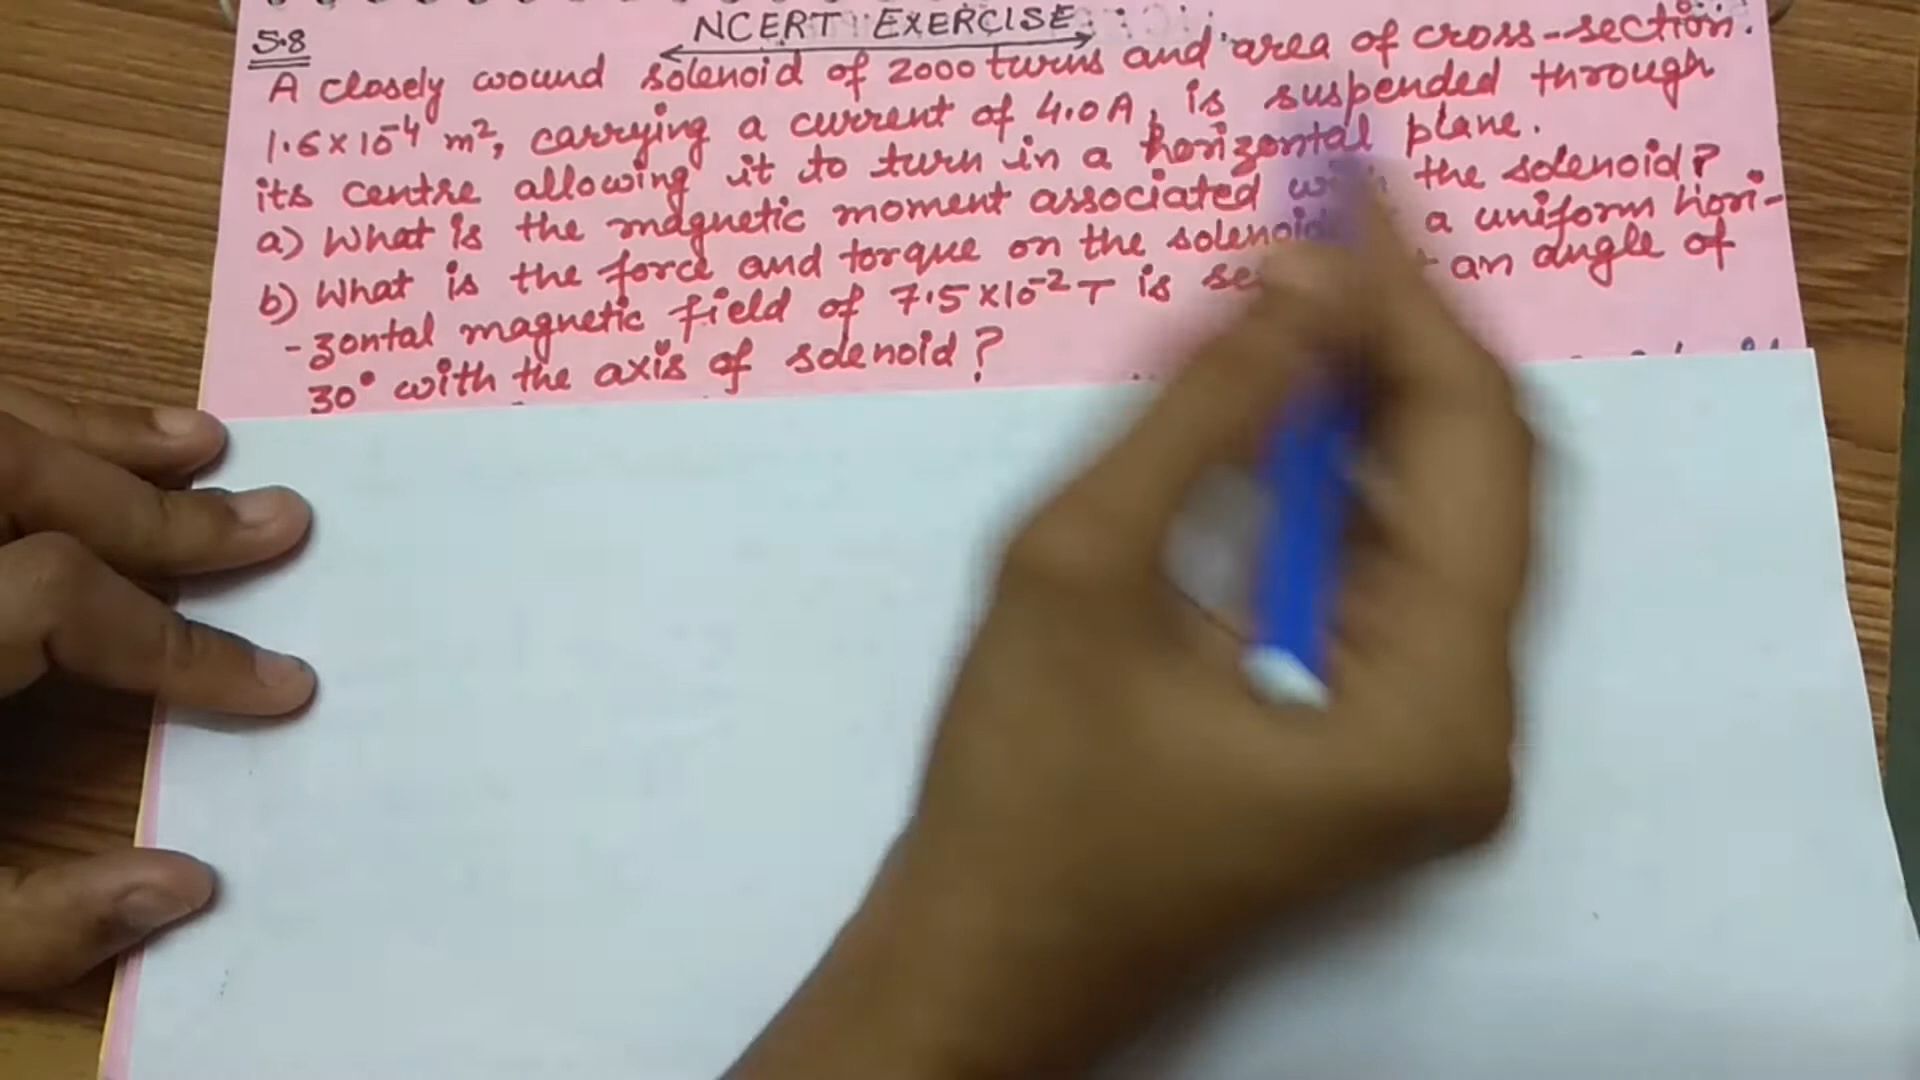 NCERT EXERCISE
5.8
A closely wound solenoid of 2000 turns and area of cross-section.
1.6×10⁻⁴ m², carrying a current of 4.0A, is suspended through
its centre allowing it to turn in a horizontal plane.
a) What is the magnetic moment associated with the solenoid?
b) What is the force and torque on the solenoid a uniform hori-
-zontal magnetic field of 7.5×10⁻² T is an angle of
30° with the axis of solenoid?